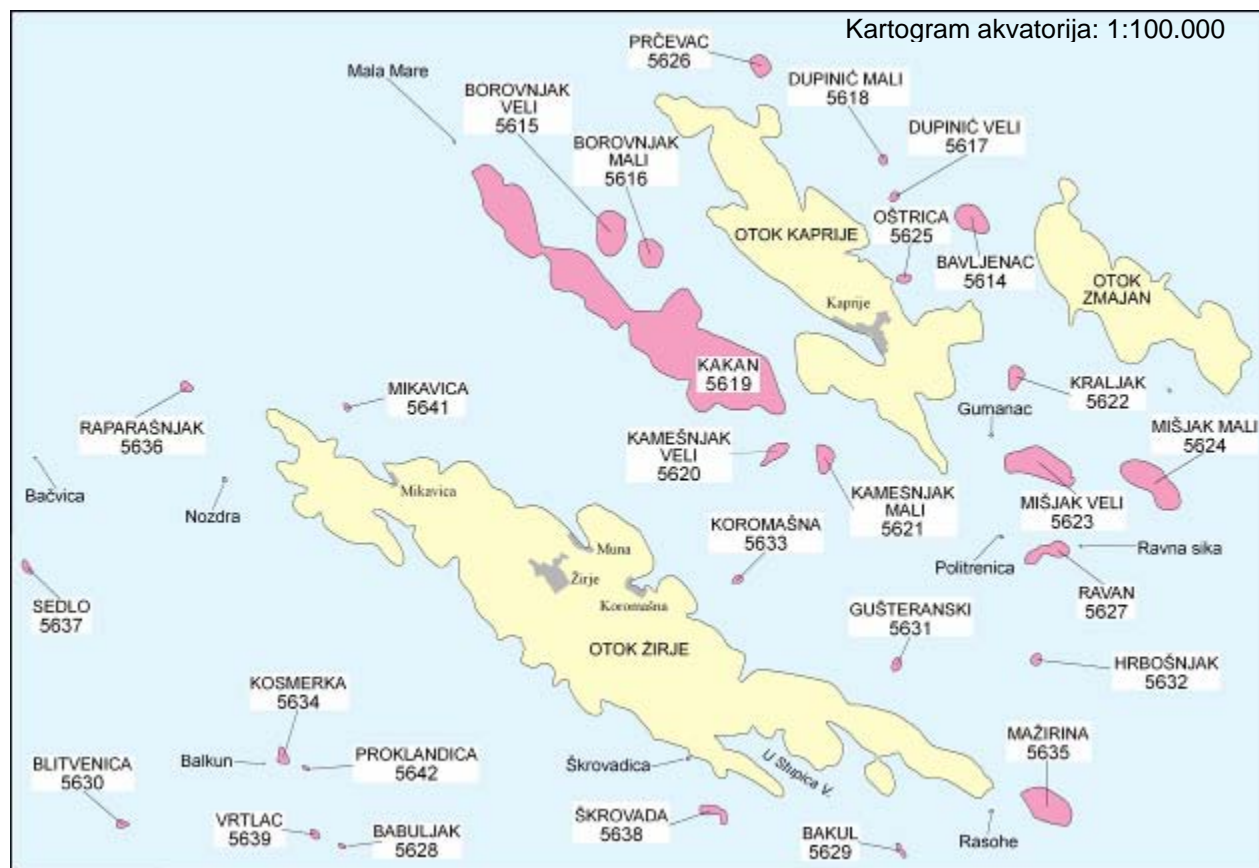 Kartogram akvatorija: 1:100.000
PRČEVAC
5626
Mala Mare
DUPINIĆ MALI
5618
BOROVNJAK
VELI
5615
DUPINIĆ VELI
5617
BOROVNJAK
MALI
5616
OŠTRICA
5625
OTOK KAPRIJE
BAVLJENAC
5614
OTOK
ZMAJAN
Kaprije
KAKAN
5619
MIKAVICA
5641
KRALJAK
5622
Gumanac
RAPARAŠNJAK
5636
MIŠJAK MALI
5624
KAMEŠNJAK
VELI
5620
Bačvica
Mikavica
Nozdra
KAMEŠNJAK
MALI
5621
MIŠJAK VELI
5623
KOROMAŠNA
5633
Muna
Ravna sika
Politrenica
Žirje
SEDLO
5637
Koromašna
RAVAN
5627
GUŠTERANSKI
5631
OTOK ŽIRJE
HRBOŠNJAK
5632
KOSMERKA
5634
MAŽIRINA
5635
Balkun
PROKLANDICA
5642
Škrovadica
U Stupica V.
BLITVENICA
5630
VRTLAC
5639
BABULJAK
5628
ŠKROVADA
5638
BAKUL
5629
Rasohe